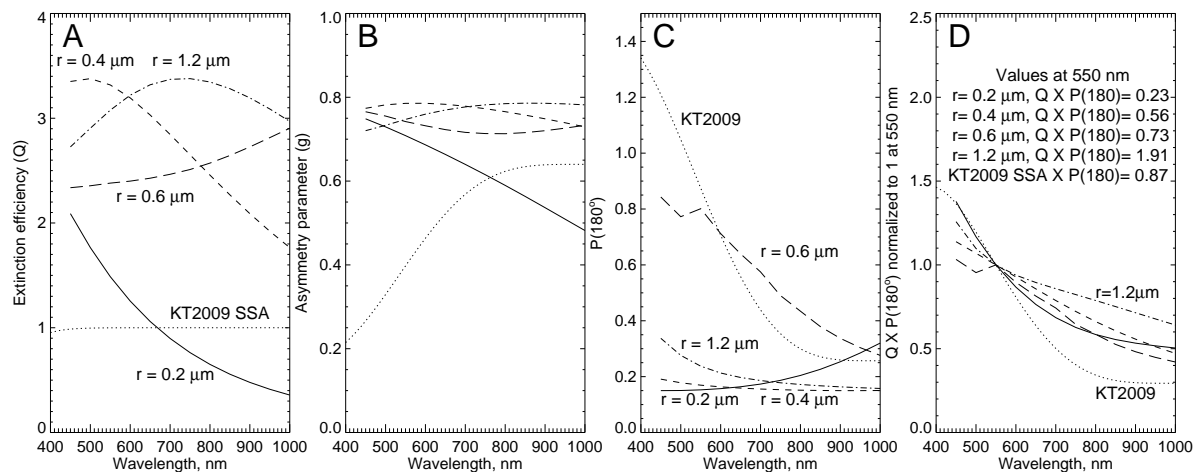 A
r = 0.4 μm
r = 1.2 μm
r = 0.6 μm
KT2009 SSA
r = 0.2 μm
Extinction efficiency (Q)
4
3
2
1
0
400 500 600 700 800 900 1000
Wavelength, nm
B
Asymmetry parameter (g)
1.0
0.8
0.6
0.4
0.2
0.0
400 500 600 700 800 900 1000
Wavelength, nm
C
KT2009
r = 0.6 μm
r = 1.2 μm
r = 0.2 μm
r = 0.4 μm
P(180°)
1.4
1.2
1.0
0.8
0.6
0.4
0.2
0.0
400 500 600 700 800 900 1000
Wavelength, nm
D
Values at 550 nm
r= 0.2 μm, Q X P(180)= 0.23
r= 0.4 μm, Q X P(180)= 0.56
r= 0.6 μm, Q X P(180)= 0.73
r= 1.2 μm, Q X P(180)= 1.91
KT2009 SSA X P(180)= 0.87
r=1.2μm
KT2009
Q X P(180°) normalized to 1 at 550 nm
2.5
2.0
1.5
1.0
0.5
0.0
400 500 600 700 800 900 1000
Wavelength, nm